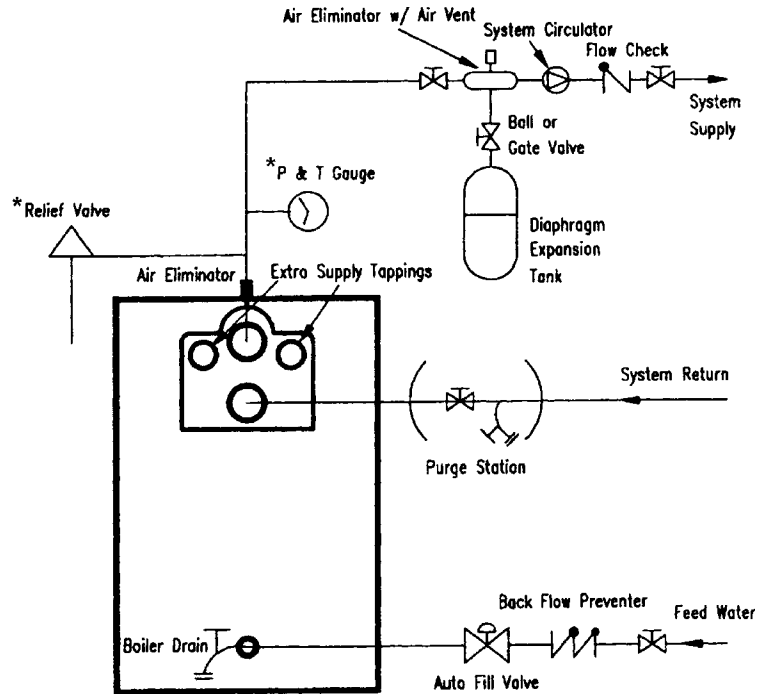 Air Eliminator w/ Air Vent
System Circulator
Flow Check
System
Supply
Ball or
Gate Valve
*P & T Gauge
*Relief Valve
Diaphragm
Expansion
Tank
Air Eliminator
Extra Supply Tappings
System Return
Purge Station
Back Flow Preventer
Feed Water
Boiler Drain
Auto Fill Valve